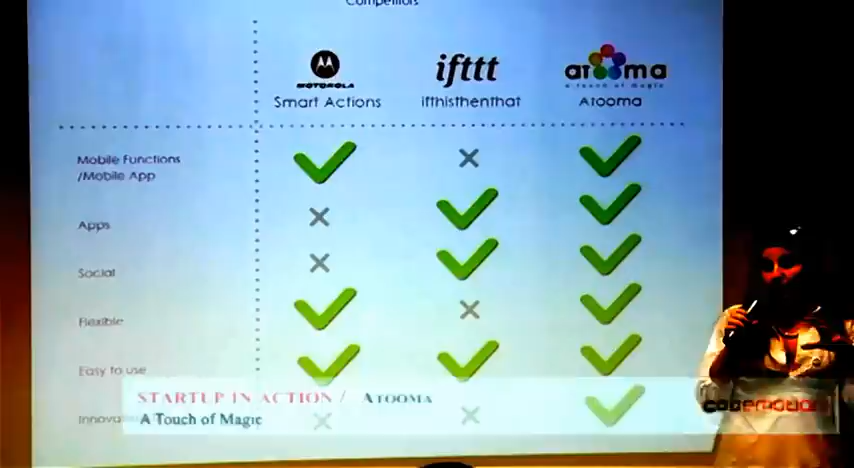 Competitors
MOTOROLA
ifttt
atooma
a touch of magic
Smart Actions
ifthisthenthat
Atooma
Mobile Functions
/Mobile App
Apps
Social
Flexible
Easy to use
STARTUP IN ACTION / ATOOMA
A Touch of Magic
codemotion